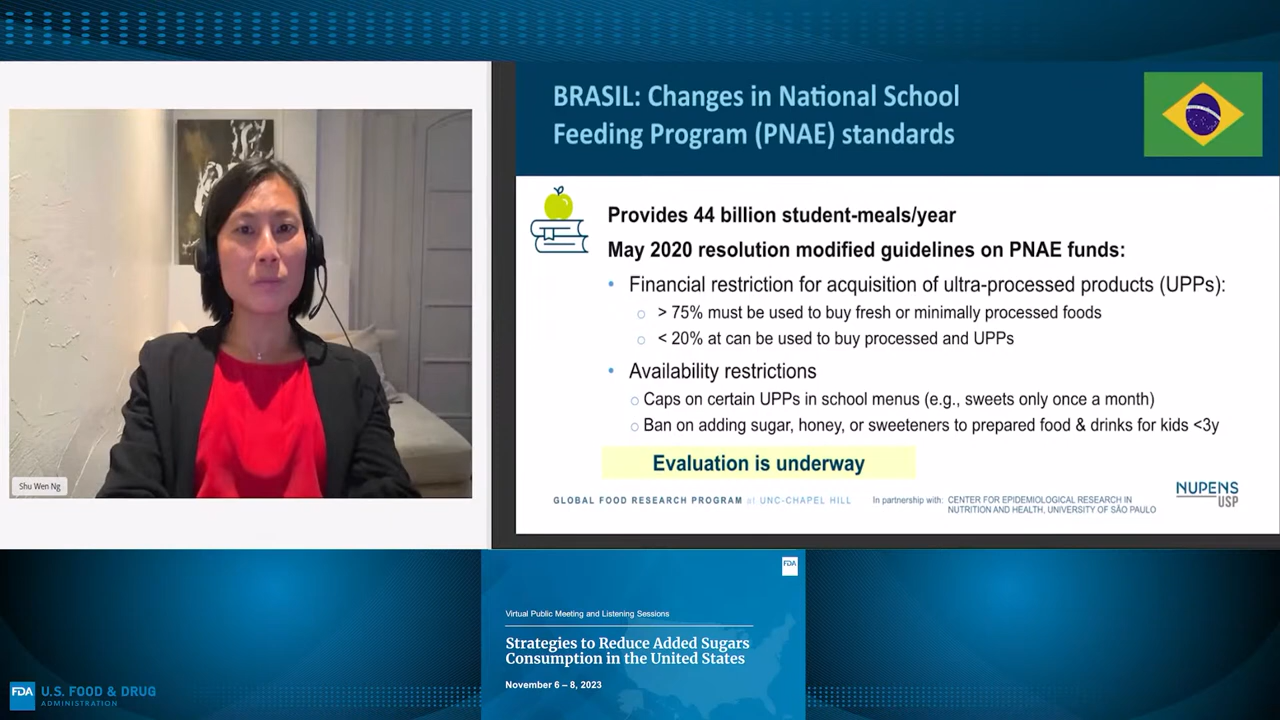 BRASIL: Changes in National School
Feeding Program (PNAE) standards
Provides 44 billion student-meals/year
May 2020 resolution modified guidelines on PNAE funds:
• Financial restriction for acquisition of ultra-processed products (UPPs):
○ > 75% must be used to buy fresh or minimally processed foods
○ < 20% at can be used to buy processed and UPPs
• Availability restrictions
○ Caps on certain UPPs in school menus (e.g., sweets only once a month)
○ Ban on adding sugar, honey, or sweeteners to prepared food & drinks for kids <3y
Evaluation is underway
GLOBAL FOOD RESEARCH PROGRAM at UNC-CHAPEL HILL
In partnership with: CENTER FOR EPIDEMIOLOGICAL RESEARCH IN
NUTRITION AND HEALTH, UNIVERSITY OF SÃO PAULO
NUPENS
USP
Shu Wen Ng
FDA
Virtual Public Meeting and Listening Sessions
Strategies to Reduce Added Sugars
Consumption in the United States
November 6 – 8, 2023
FDA U.S. FOOD & DRUG
ADMINISTRATION